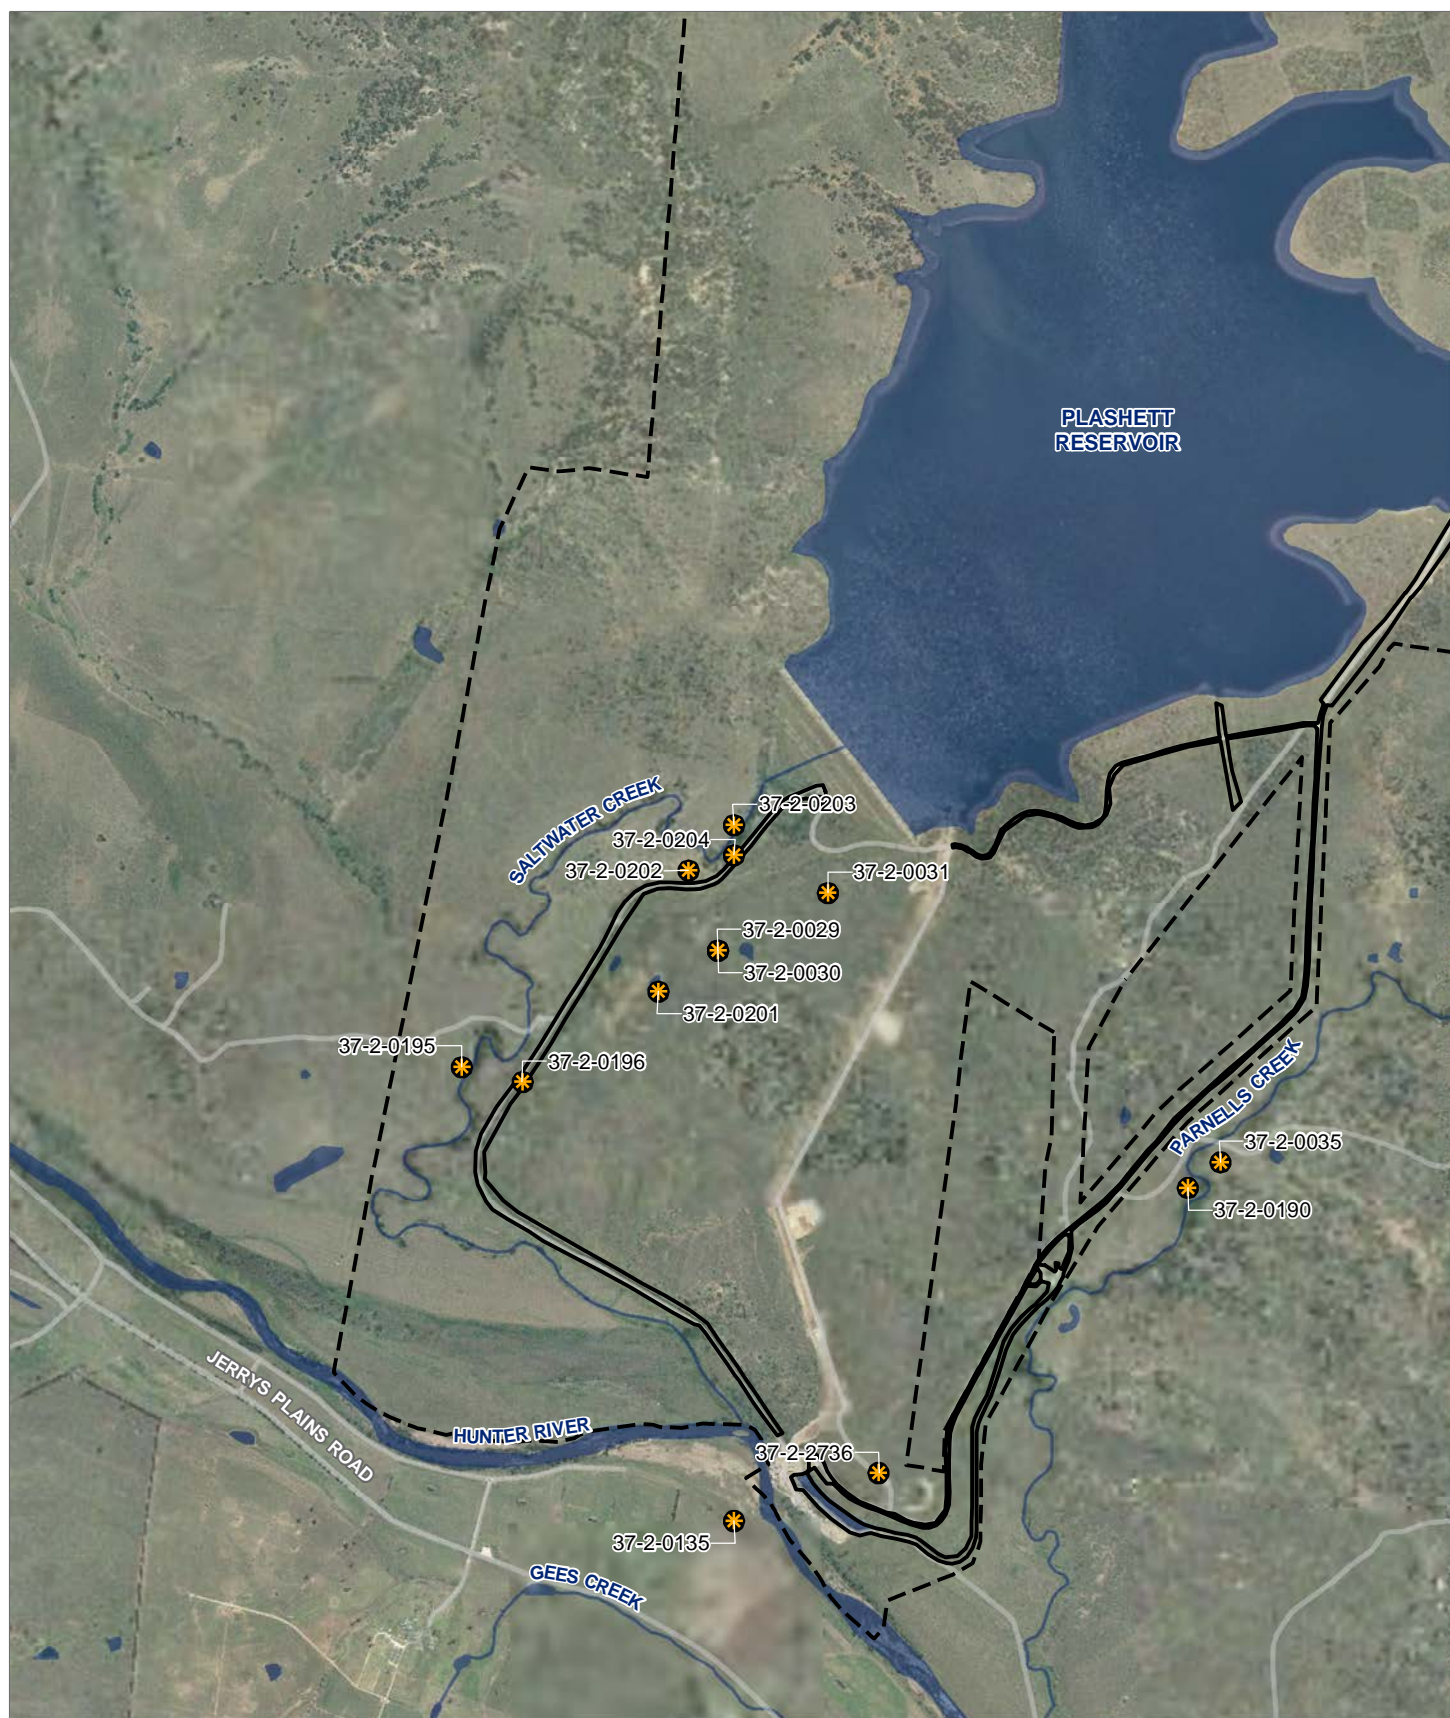 PLASHETT
RESERVOIR
SALTWATER CREEK
37-2-0203
37-2-0204
37-2-0202
37-2-0031
37-2-0029
37-2-0030
37-2-0201
37-2-0195
37-2-0196
PARNELLS CREEK
37-2-0035
37-2-0190
JERRYS PLAINS ROAD
HUNTER RIVER
37-2-2736
37-2-0135
GEES CREEK